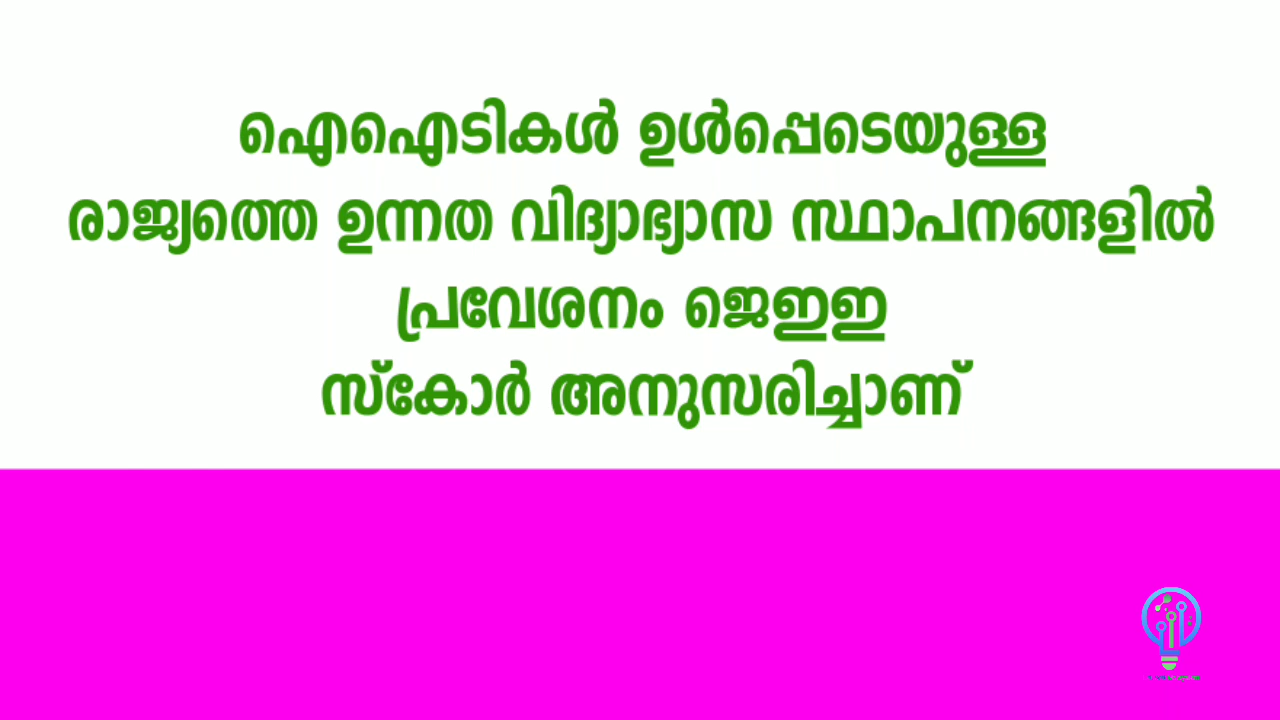 ഐഐടികൾ ഉൾപ്പെടെയുള്ള
രാജ്യത്തെ ഉന്നത വിദ്യാഭ്യാസ സ്ഥാപനങ്ങളിൽ
പ്രവേശനം ജെഇഇ
സ്കോർ അനുസരിച്ചാണ്